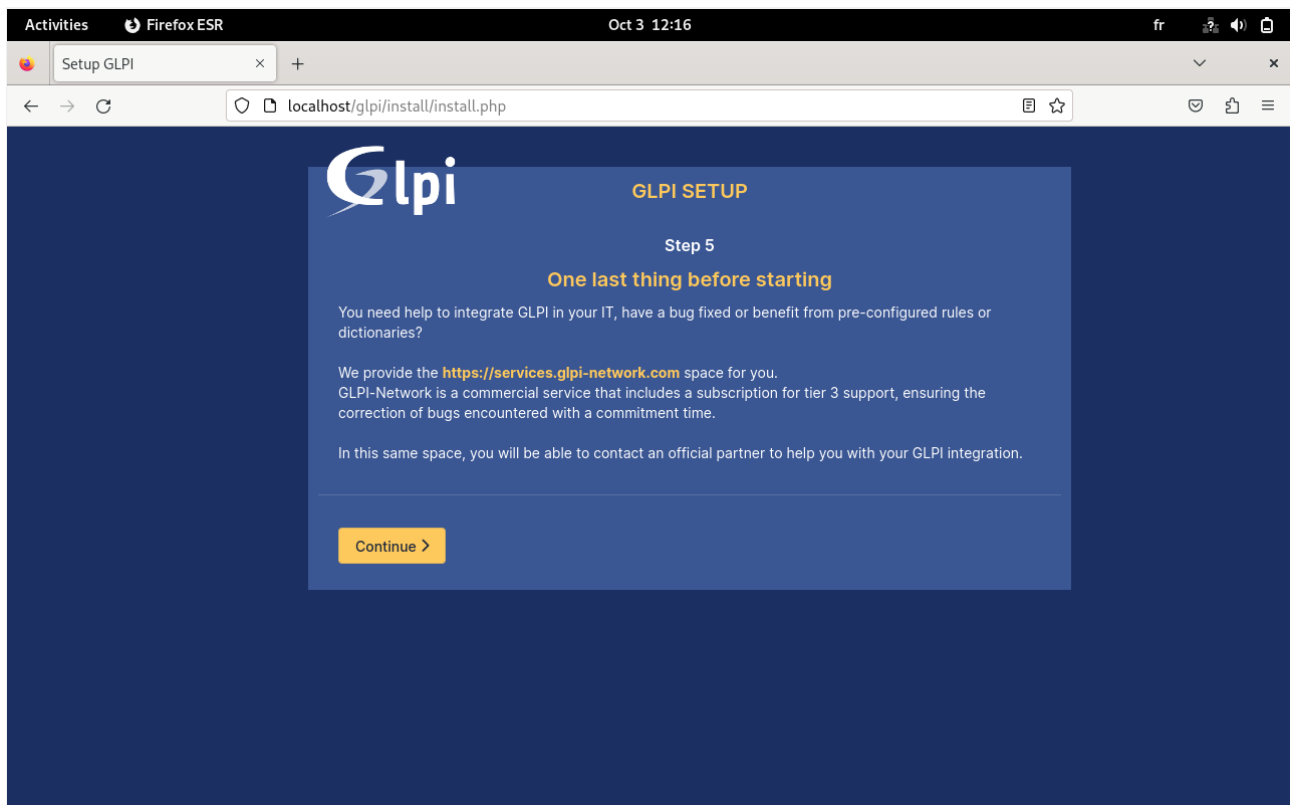 Activities Firefox ESR Oct 3 12:16 fr
Setup GLPI
localhost/glpi/install/install.php
Glpi
GLPI SETUP
Step 5
One last thing before starting
You need help to integrate GLPI in your IT, have a bug fixed or benefit from pre-configured rules or
dictionaries?
We provide the https://services.glpi-network.com space for you.
GLPI-Network is a commercial service that includes a subscription for tier 3 support, ensuring the
correction of bugs encountered with a commitment time.
In this same space, you will be able to contact an official partner to help you with your GLPI integration.
Continue